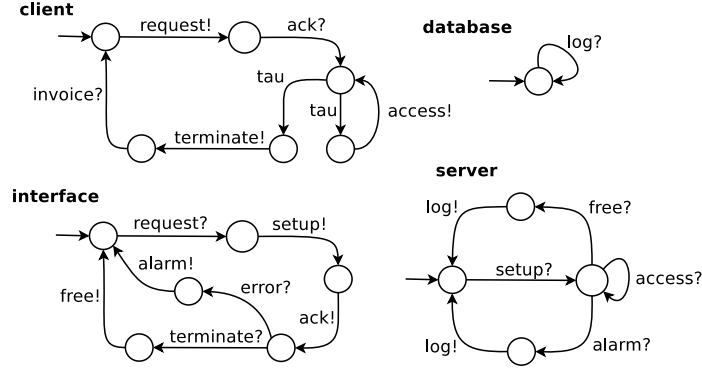 client
request!
ack?
database
log?
tau
invoice?
tau
access!
terminate!
interface
server
request?
setup!
log!
free?
alarm!
error?
setup?
access?
free!
ack!
terminate?
log!
alarm?